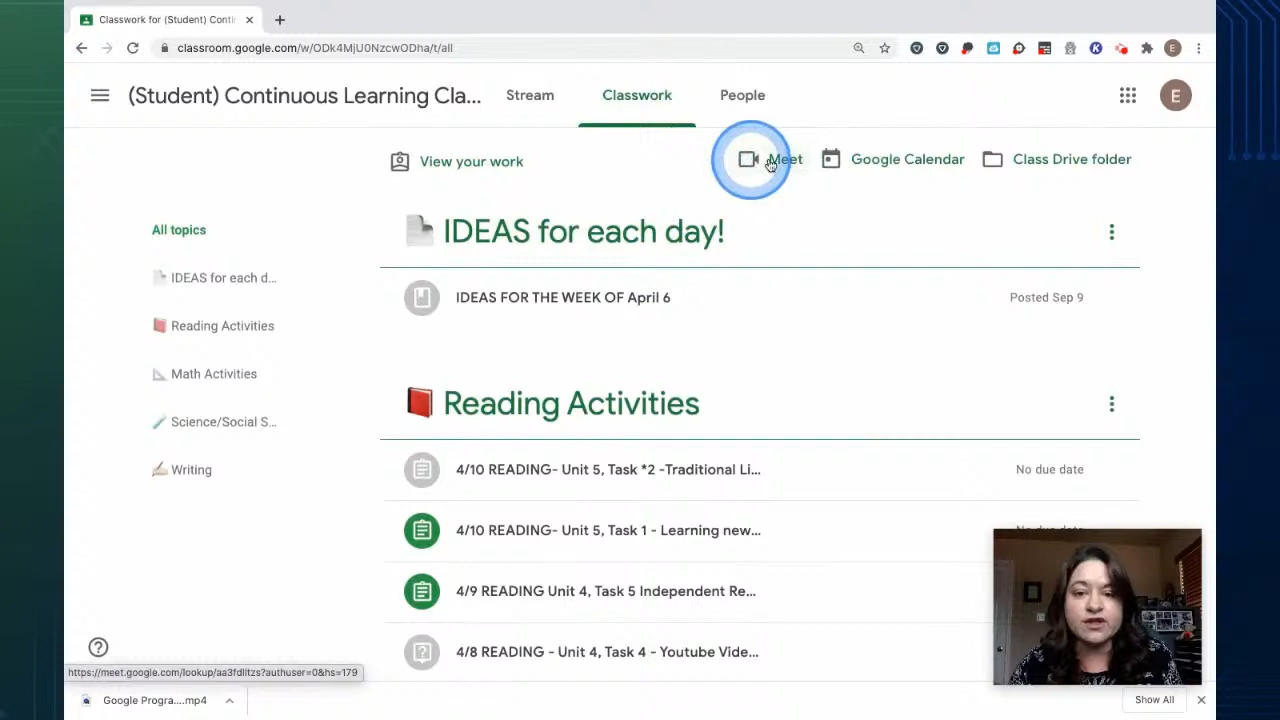 Classwork for (Student) Conti
classroom.google.com/w/ODk4MjU0NzcwODha/t/all
K
E
(Student) Continuous Learning Cla...
Stream
Classwork
People
E
View your work
Meet
Google Calendar
Class Drive folder
All topics
IDEAS for each d...
Reading Activities
Math Activities
Science/Social S...
Writing
IDEAS for each day!
IDEAS FOR THE WEEK OF April 6
Posted Sep 9
Reading Activities
4/10 READING- Unit 5, Task *2 -Traditional Li...
No due date
4/10 READING- Unit 5, Task 1 - Learning new...
No due date
4/9 READING Unit 4, Task 5 Independent Re...
4/8 READING - Unit 4, Task 4 - Youtube Vide...
https://meet.google.com/lookup/aa3fdlitzs?authuser=0&hs=179
Google Progra....mp4
Show All